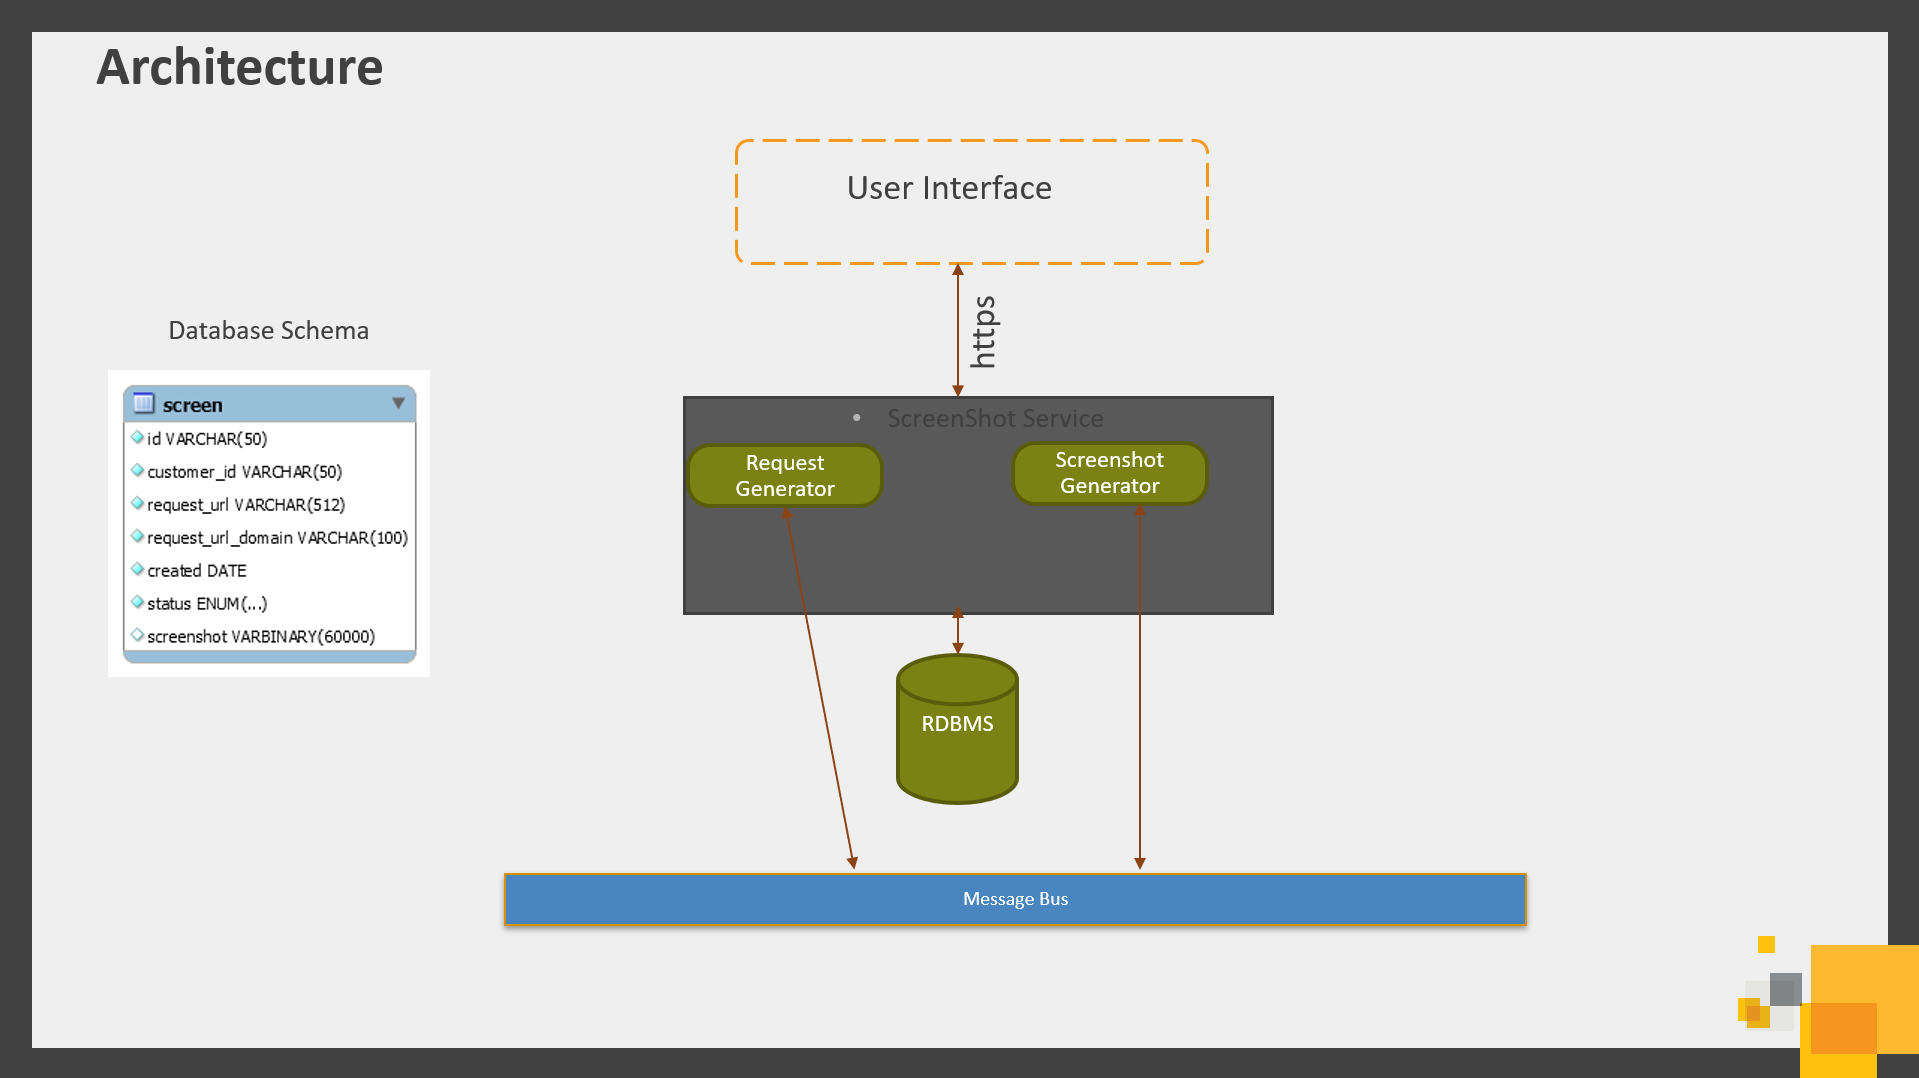 Architecture
User Interface
https
Database Schema
screen
id VARCHAR(50)
customer_id VARCHAR(50)
request_url VARCHAR(512)
request_url_domain VARCHAR(100)
created DATE
status ENUM(...)
screenshot VARBINARY(60000)
• ScreenShot Service
Request
Generator
Screenshot
Generator
RDBMS
Message Bus